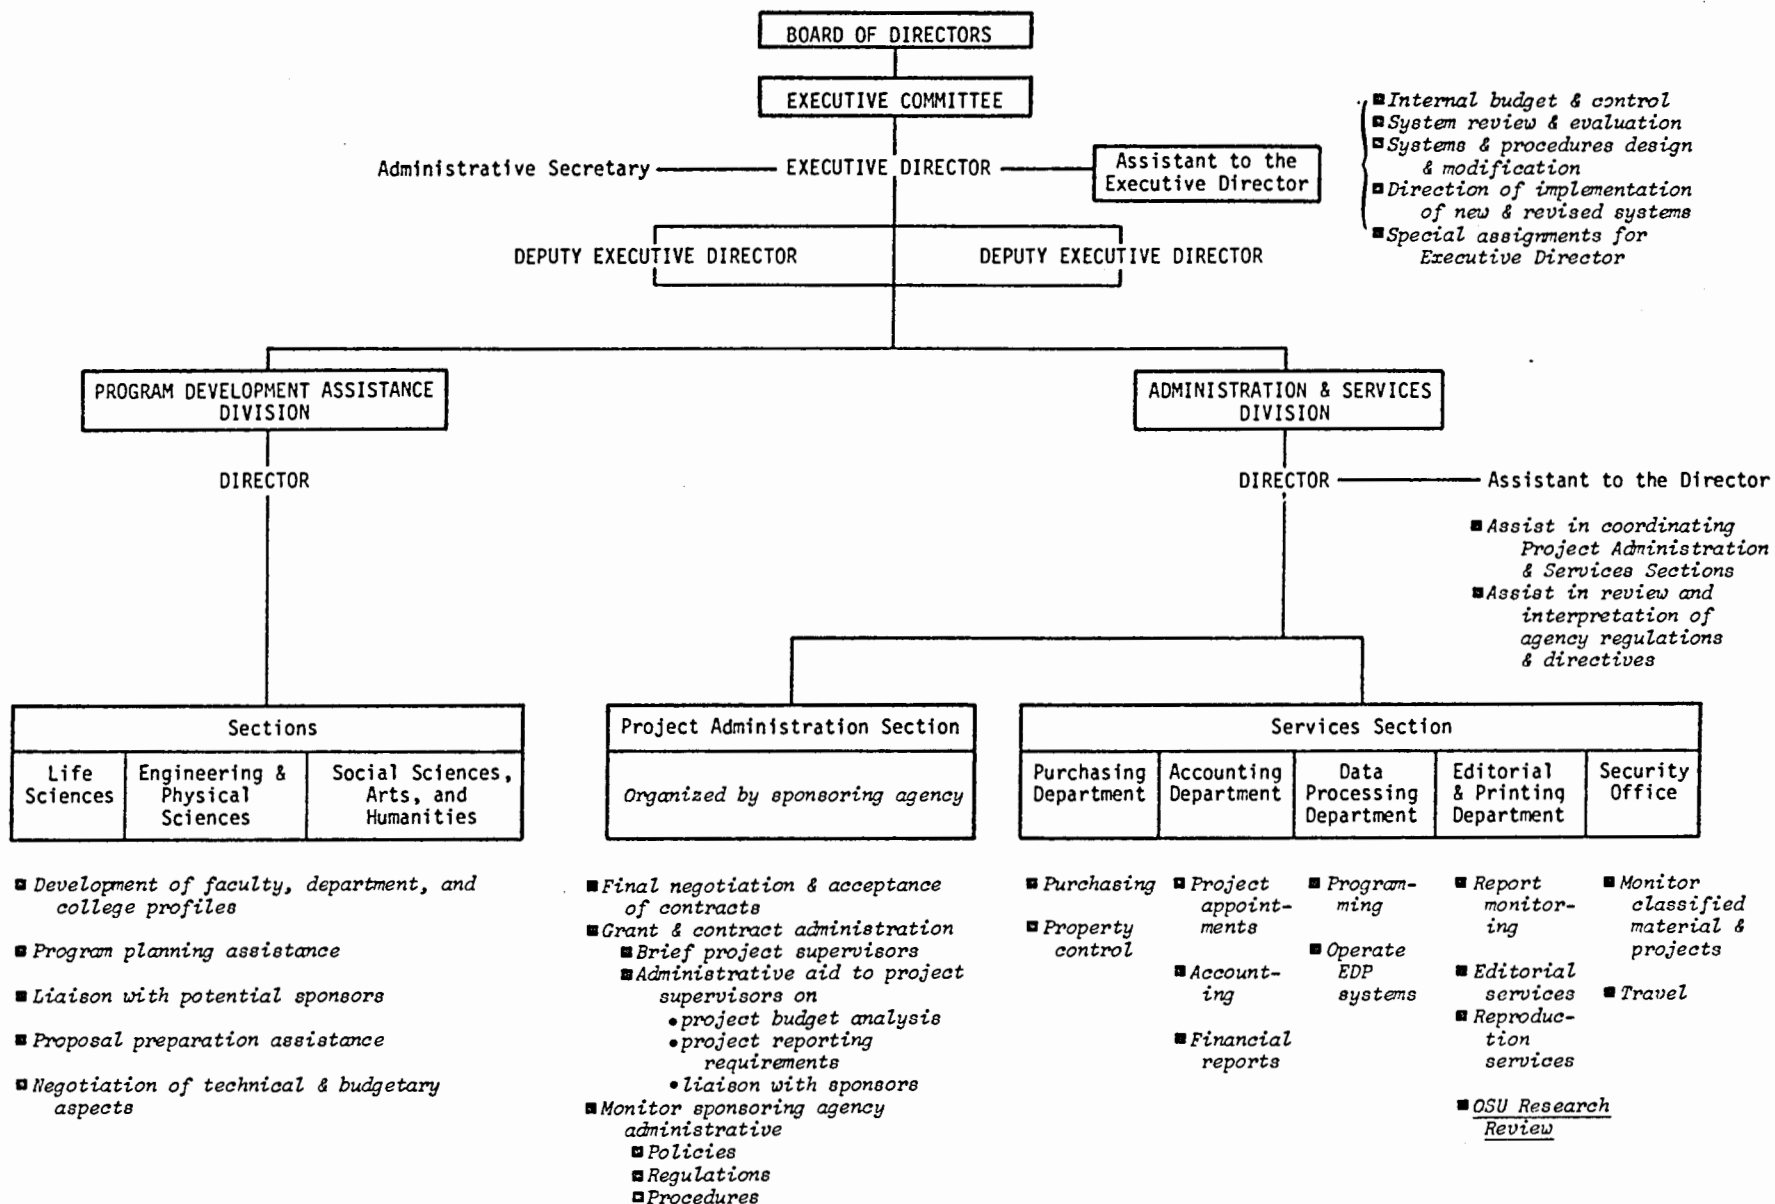 BOARD OF DIRECTORS
EXECUTIVE COMMITTEE
Administrative Secretary
EXECUTIVE DIRECTOR
Assistant to the
Executive Director
■ Internal budget & control
■ System review & evaluation
■ Systems & procedures design
& modification
■ Direction of implementation
of new & revised systems
■ Special assignments for
Executive Director
DEPUTY EXECUTIVE DIRECTOR
DEPUTY EXECUTIVE DIRECTOR
PROGRAM DEVELOPMENT ASSISTANCE
DIVISION
DIRECTOR
ADMINISTRATION & SERVICES
DIVISION
DIRECTOR
Assistant to the Director
■ Assist in coordinating
Project Administration
& Services Sections
■ Assist in review and
interpretation of
agency regulations
& directives
Sections
Life
Sciences
Engineering &
Physical
Sciences
Social Sciences,
Arts, and
Humanities
■ Development of faculty, department, and
college profiles
■ Program planning assistance
■ Liaison with potential sponsors
■ Proposal preparation assistance
■ Negotiation of technical & budgetary
aspects
Project Administration Section
Organized by sponsoring agency
■ Final negotiation & acceptance
of contracts
■ Grant & contract administration
■ Brief project supervisors
■ Administrative aid to project
supervisors on
• project budget analysis
• project reporting
requirements
• liaison with sponsors
■ Monitor sponsoring agency
administrative
■ Policies
■ Regulations
■ Procedures
Services Section
Purchasing
Department
Accounting
Department
Data
Processing
Department
Editorial
& Printing
Department
Security
Office
■ Purchasing
■ Property
control
■ Project
appoint-
ments
■ Account-
ing
■ Financial
reports
■ Program-
ming
■ Operate
EDP
systems
■ Report
monitor-
ing
■ Editorial
services
■ Reproduc-
tion
services
■ OSU Research
Review
■ Monitor
classified
material &
projects
■ Travel